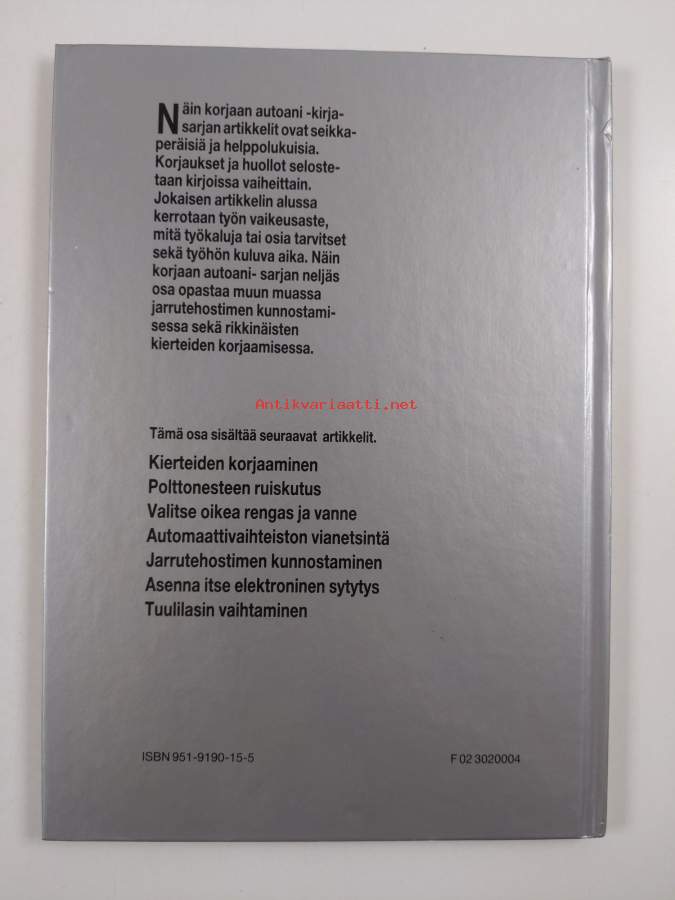 Näin korjaan autoani -kirja-
sarjan artikkelit ovat seikka-
peräisiä ja helppolukuisia.
Korjaukset ja huollot seloste-
taan kirjoissa vaiheittain.
Jokaisen artikkelin alussa
kerrotaan työn vaikeusaste,
mitä työkaluja tai osia tarvitset
sekä työhön kuluva aika. Näin
korjaan autoani- sarjan neljäs
osa opastaa muun muassa
jarrutehostimen kunnostami-
sessa sekä rikkinäisten
kierteiden korjaamisessa.
Antikvariaatti.net
Tämä osa sisältää seuraavat artikkelit.
Kierteiden korjaaminen
Polttonesteen ruiskutus
Valitse oikea rengas ja vanne
Automaattivaihteiston vianetsintä
Jarrutehostimen kunnostaminen
Asenna itse elektroninen sytytys
Tuulilasin vaihtaminen
ISBN 951-9190-15-5
F 02 3020004